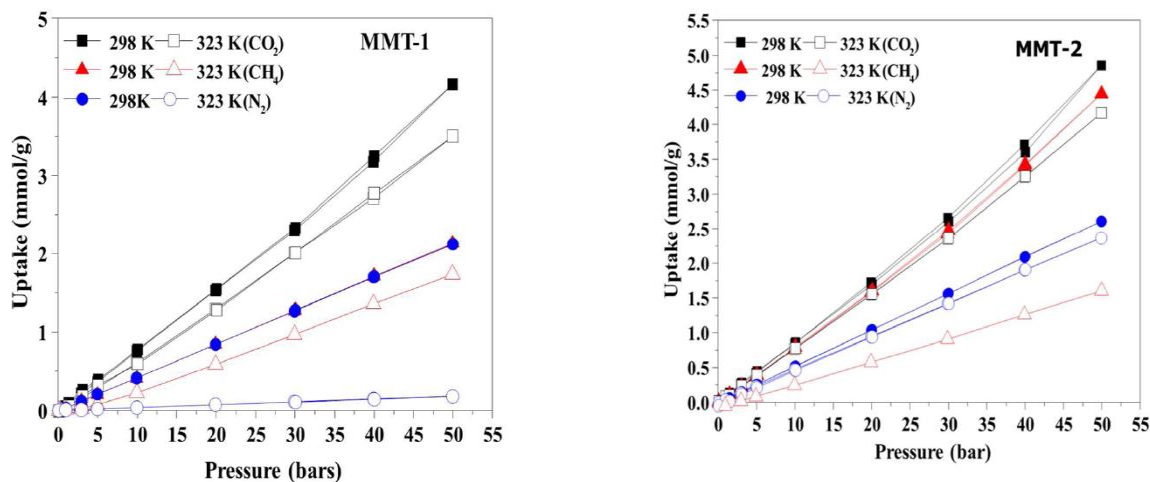 MMT-1
298 K 323 K(CO₂)
298 K 323 K(CH₄)
298K 323 K(N₂)
Uptake (mmol/g)
5
4
3
2
1
0
0 5 10 15 20 25 30 35 40 45 50 55
Pressure (bars)
MMT-2
298 K 323 K(CO₂)
298 K 323 K(CH₄)
298 K 323 K(N₂)
Uptake (mmol/g)
5.5
5.0
4.5
4.0
3.5
3.0
2.5
2.0
1.5
1.0
0.5
0.0
0 5 10 15 20 25 30 35 40 45 50 55
Pressure (bar)